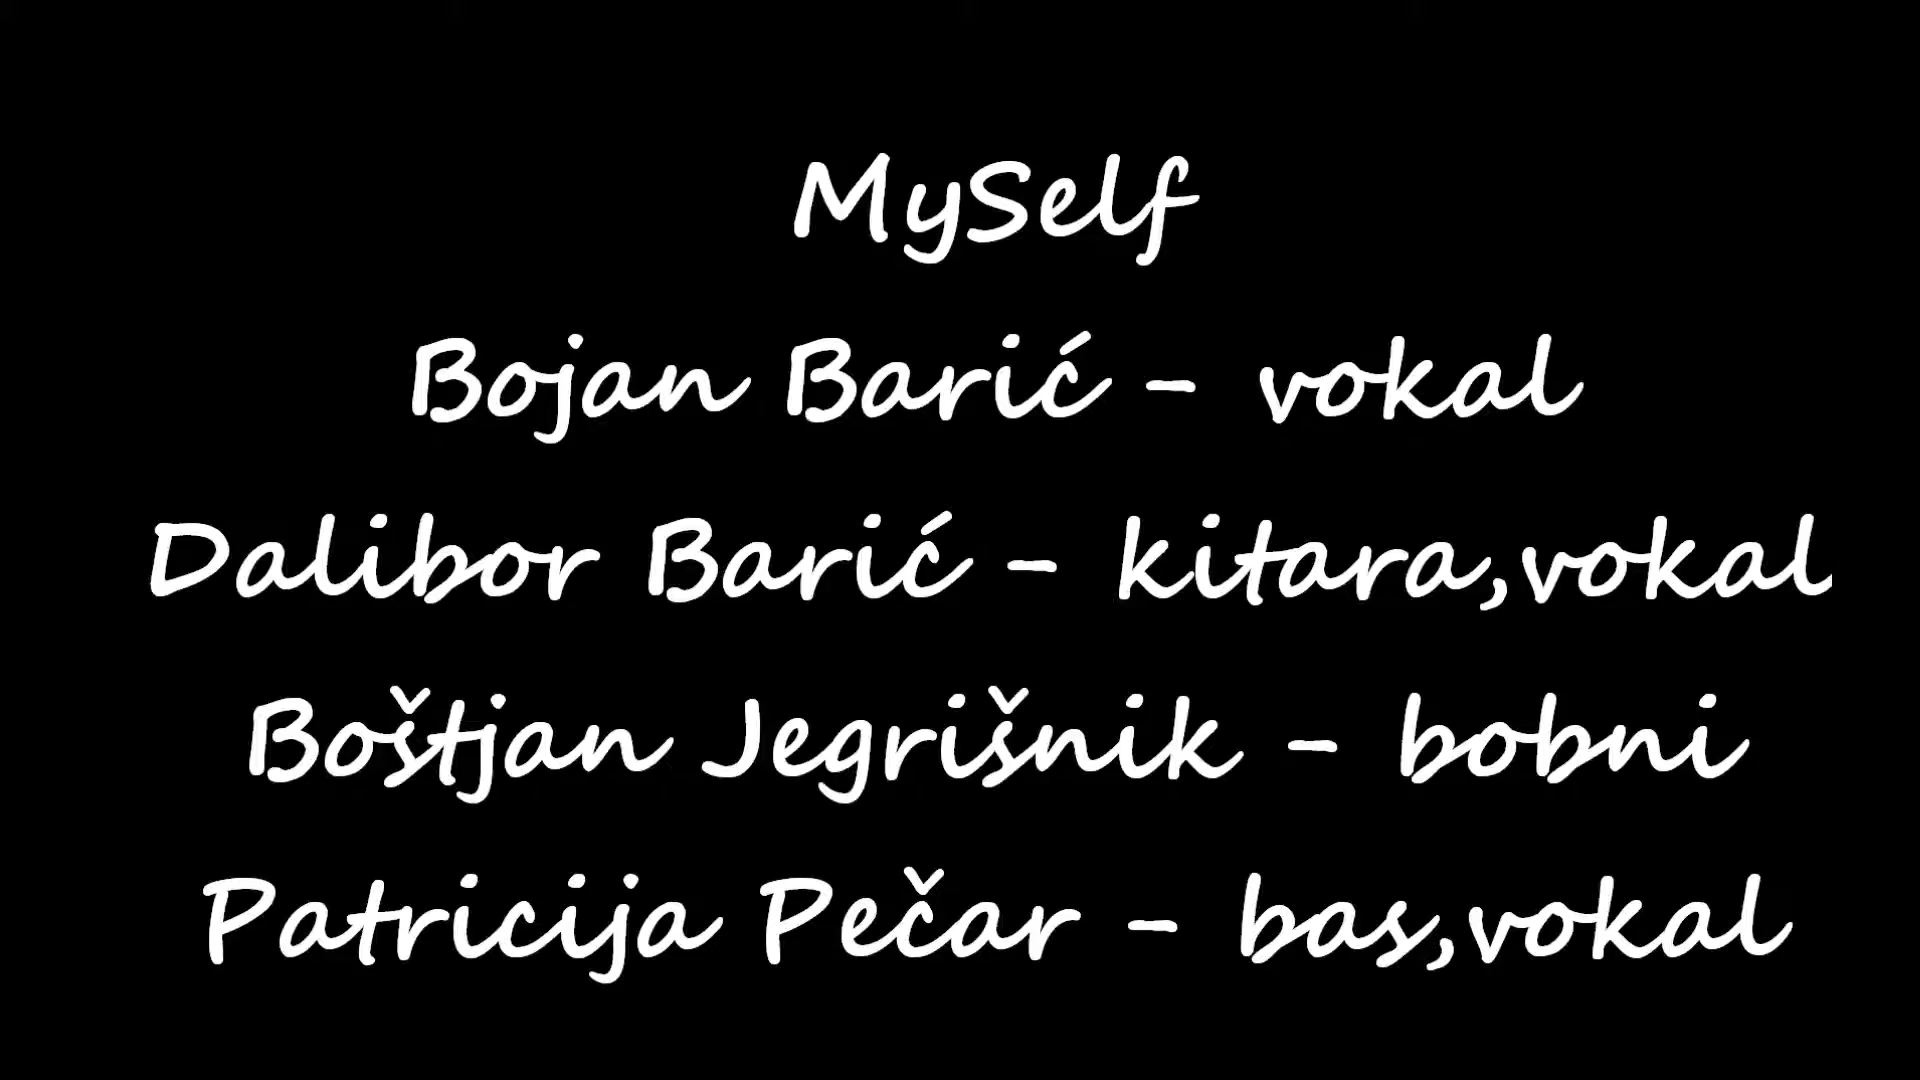 MySelf
Bojan Barić - vokal
Dalibor Barić - kitara,vokal
Boštjan Jegrišnik - bobni
Patricija Pečar - bas,vokal